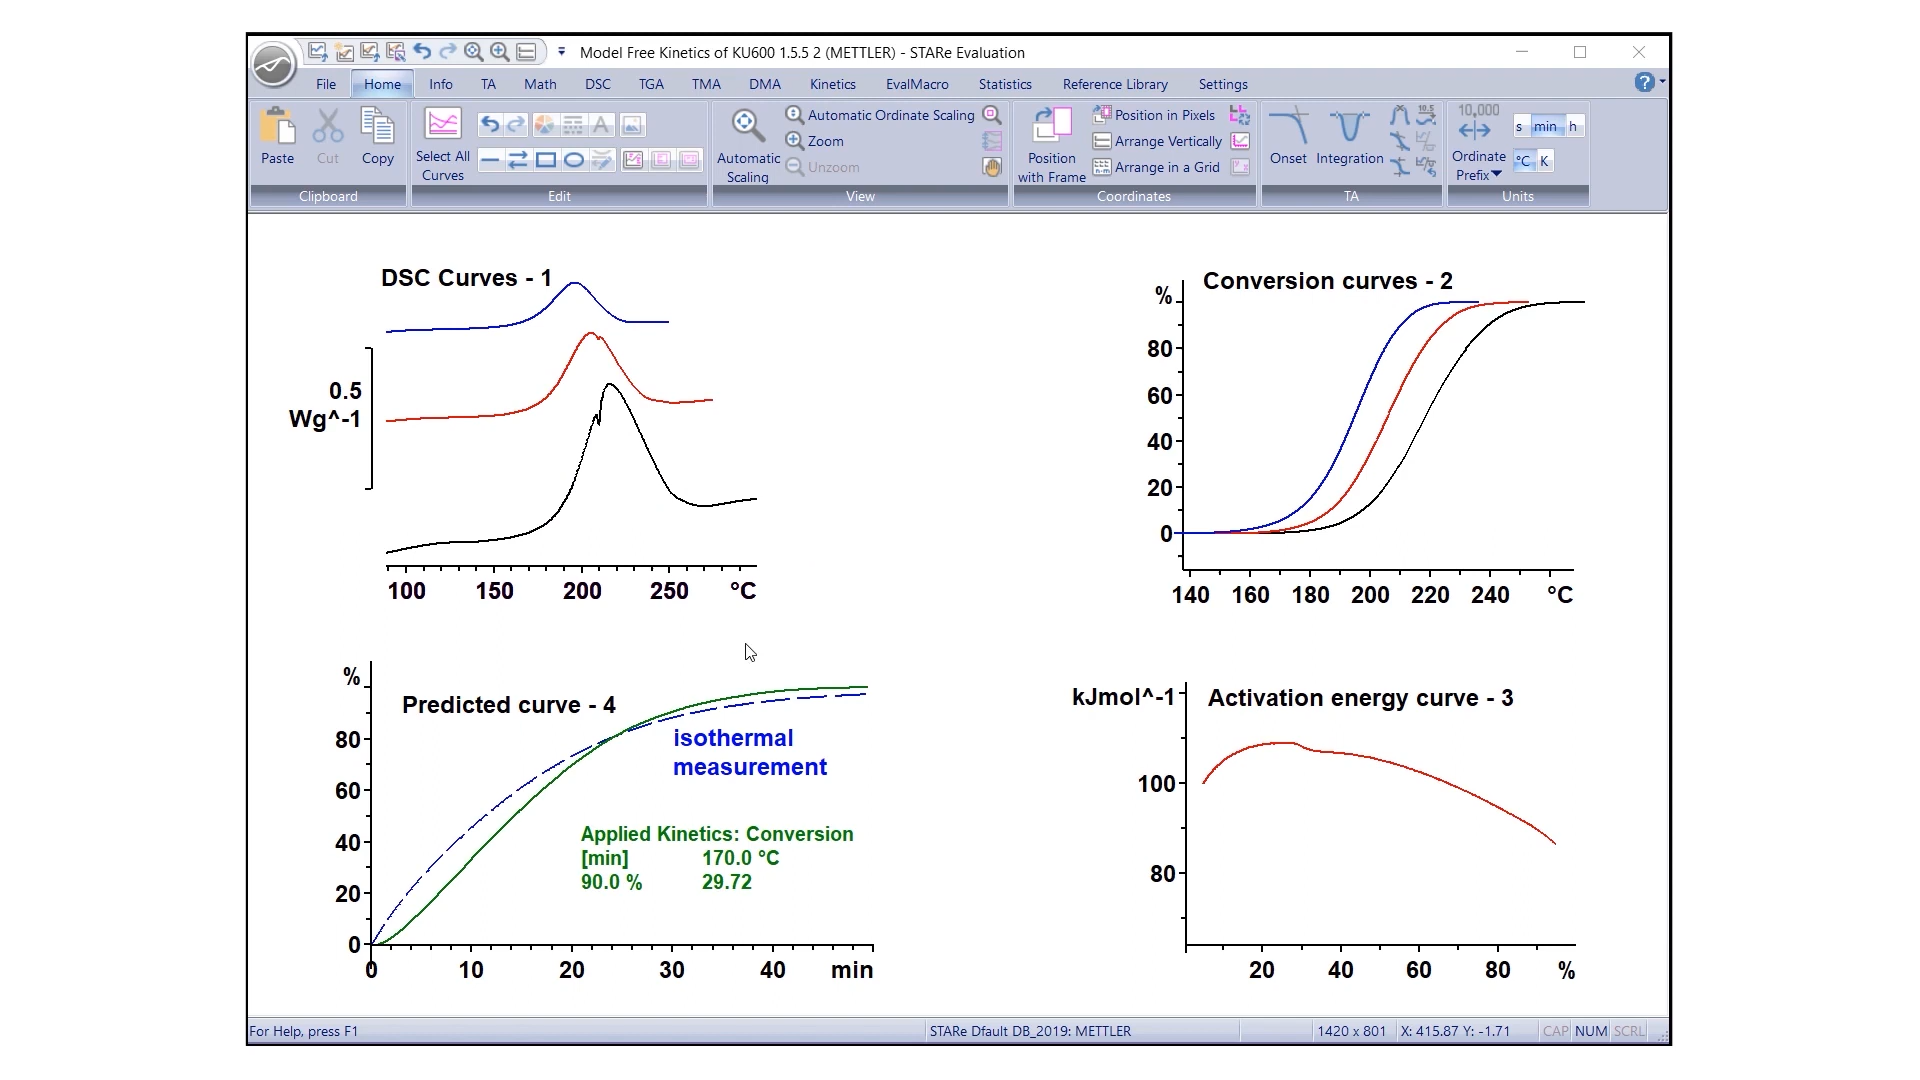 Model Free Kinetics of KU600 1.5.5 2 (METTLER) - STARe Evaluation
File Home Info TA Math DSC TGA TMA DMA Kinetics EvalMacro Statistics Reference Library Settings
Paste Cut Copy
Clipboard
Select All
Curves
Edit
Automatic
Scaling
Automatic Ordinate Scaling
Zoom
Unzoom
View
Position
with Frame
Position in Pixels
Arrange Vertically
Arrange in a Grid
Coordinates
Onset Integration
TA
10,000
Ordinate
Prefix
s min h
°C K
Units
DSC Curves - 1
0.5
Wg^-1
100 150 200 250 °C
Conversion curves - 2
%
80
60
40
20
0
140 160 180 200 220 240 °C
Predicted curve - 4
%
80
60
40
20
0
isothermal
measurement
Applied Kinetics: Conversion
[min] 170.0 °C
90.0 % 29.72
0 10 20 30 40 min
kJmol^-1
Activation energy curve - 3
100
80
20 40 60 80 %
For Help, press F1
STARe Dfault DB_2019: METTLER
1420 x 801
X: 415.87 Y: -1.71
CAP NUM SCRL